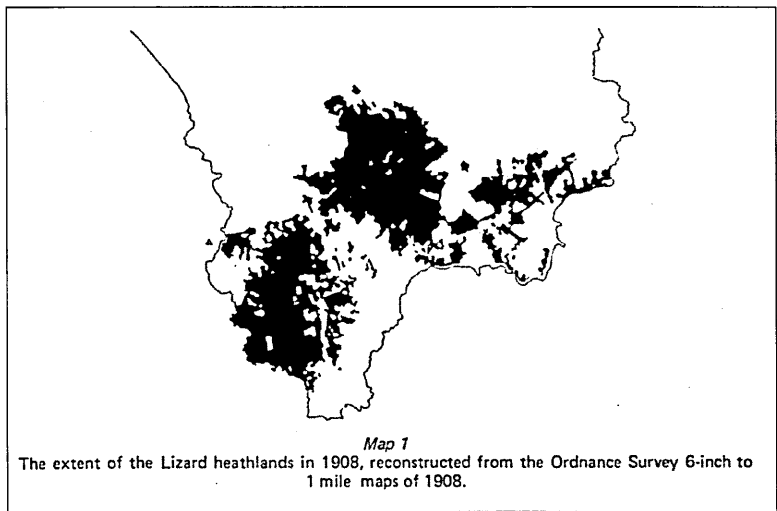 Map 1
The extent of the Lizard heathlands in 1908, reconstructed from the Ordnance Survey 6-inch to
1 mile maps of 1908.